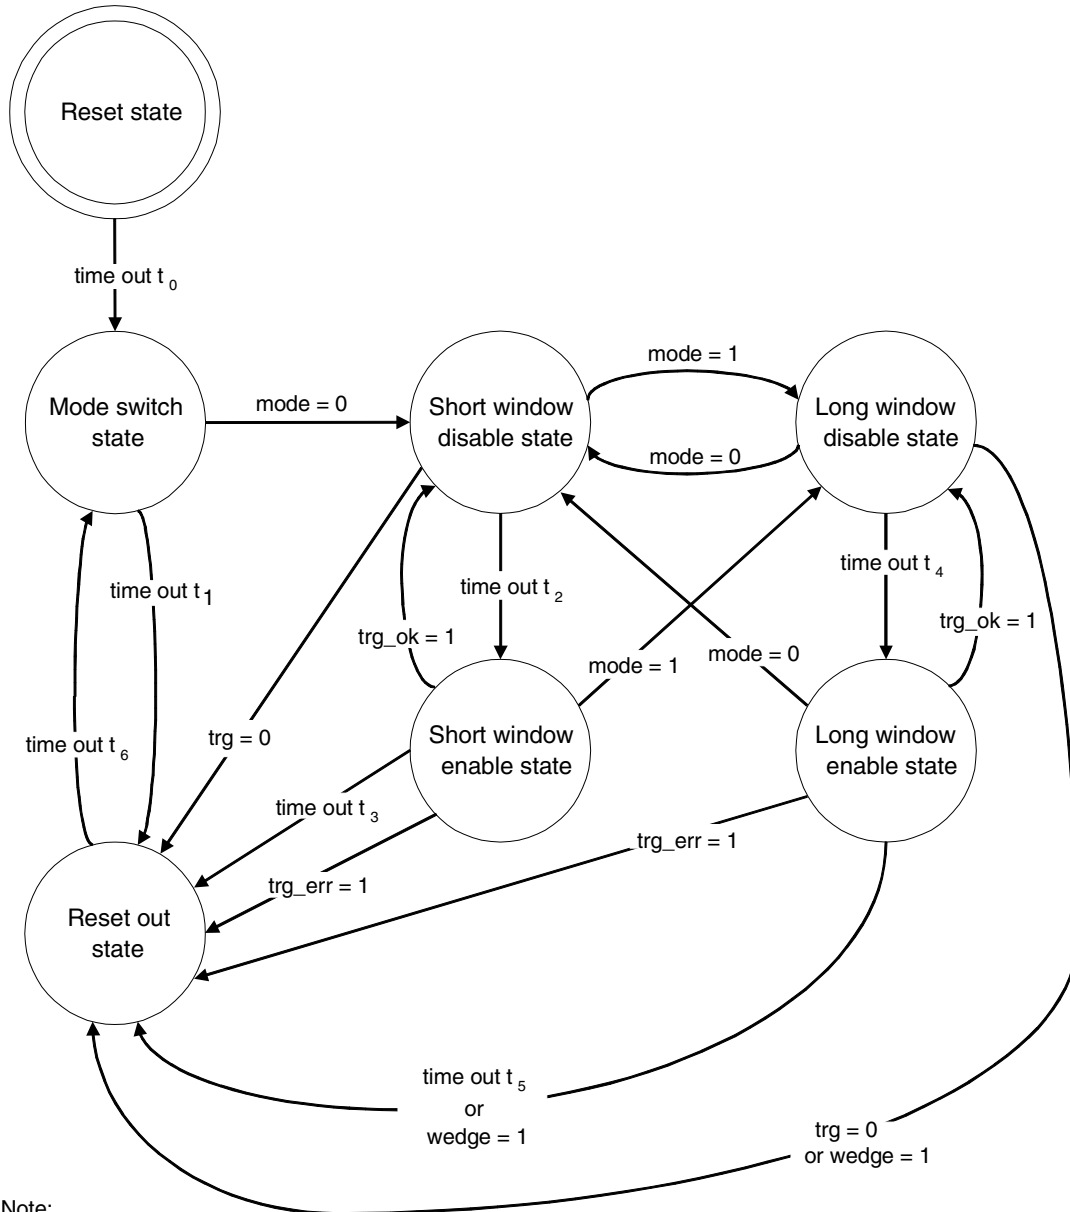 Reset state
time out t 0
mode = 1
Mode switch
state
mode = 0
Short window
disable state
Long window
disable state
mode = 0
time out t 4
time out t 2
time out t 1
trg_ok = 1
trg_ok = 1
mode = 1
mode = 0
trg = 0
time out t 6
Short window
enable state
Long window
enable state
time out t 3
trg_err = 1
trg_err = 1
Reset out
state
time out t 5
or
wedge = 1
trg = 0
or wedge = 1
Note: